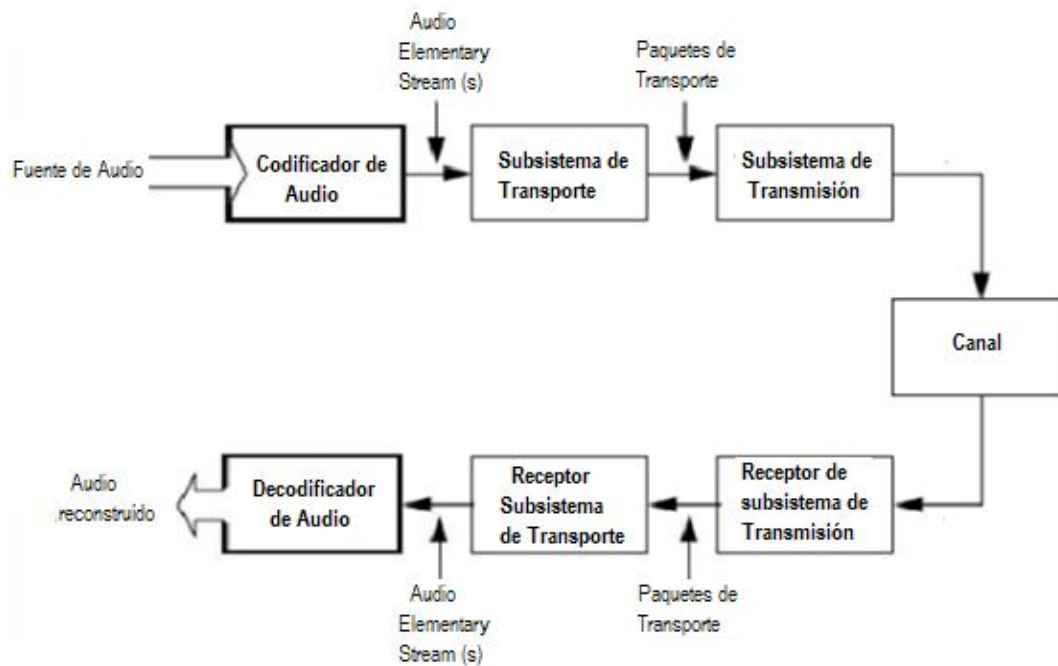 Audio
Elementary
Stream (s)
Paquetes de
Transporte
Fuente de Audio
Codificador de
Audio
Subsistema de
Transporte
Subsistema de
Transmisión
Canal
Audio
reconstruído
Decodificador
de Audio
Receptor
Subsistema
de Transporte
Receptor de
subsistema de
Transmisión
Audio
Elementary
Stream (s)
Paquetes de
Transporte